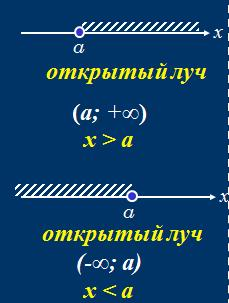 x
a
открытый луч
(a; +∞)
x > a
x
a
открытый луч
(-∞; a)
x < a